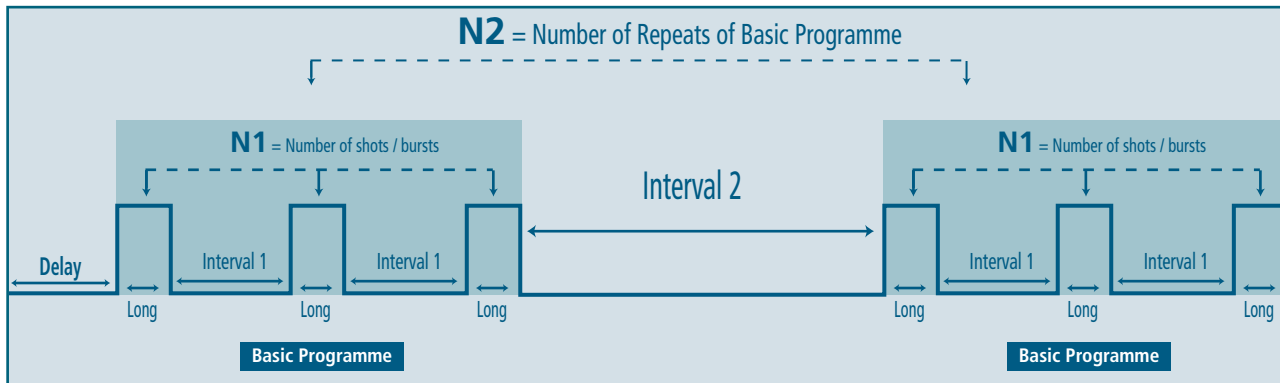 N2 = Number of Repeats of Basic Programme
N1 = Number of shots / bursts
N1 = Number of shots / bursts
Interval 2
Delay
Interval 1
Interval 1
Interval 1
Interval 1
Long
Long
Long
Long
Long
Long
Basic Programme
Basic Programme